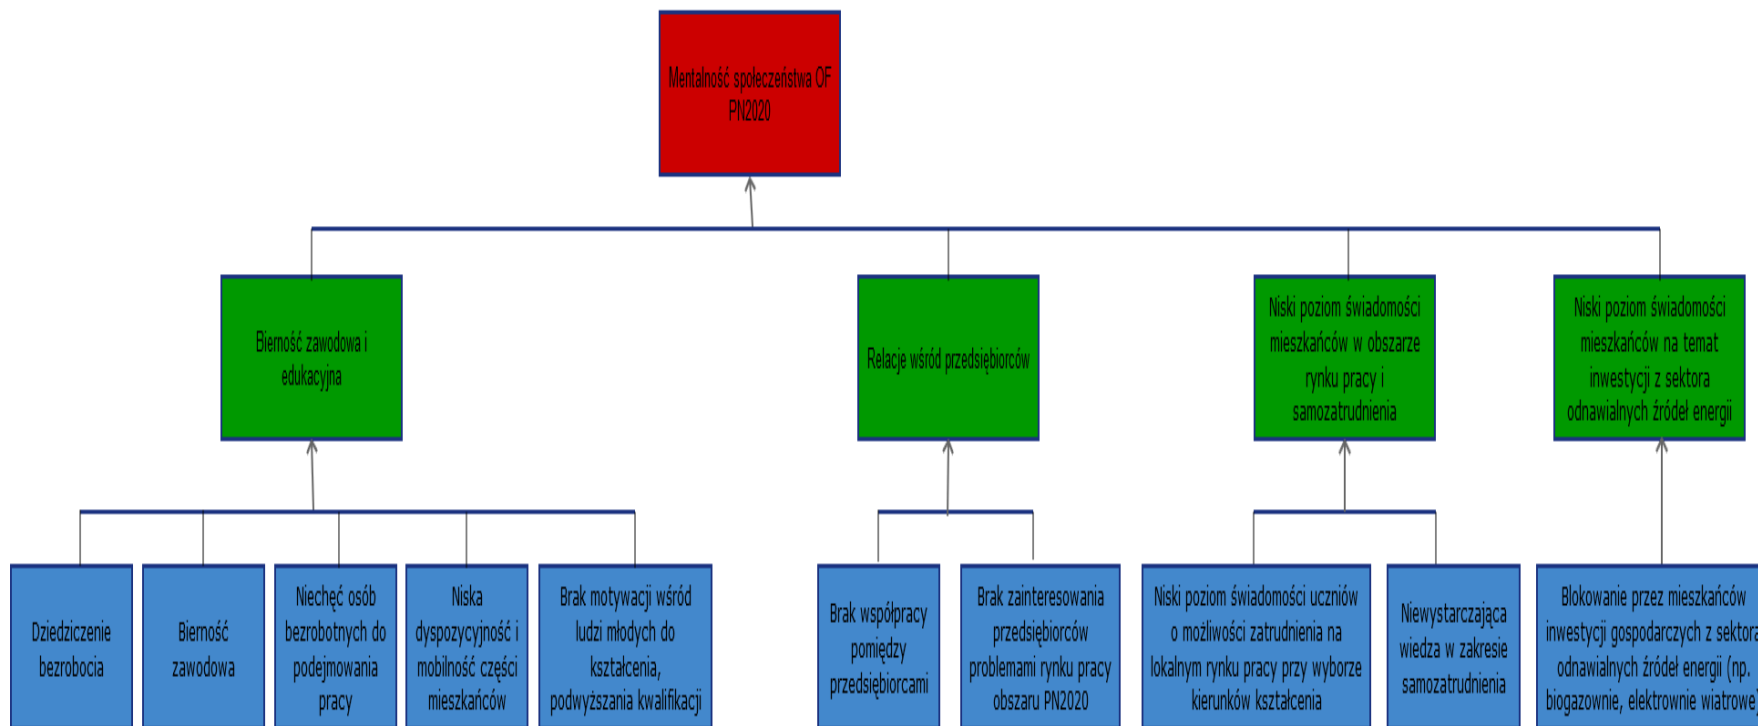 Mentalność społeczeństwa OF
PN2020
Bierność zawodowa i
edukacyjna
Relacje wśród przedsiębiorców
Niski poziom świadomości
mieszkańców w obszarze
rynku pracy i
samozatrudnienia
Niski poziom świadomości
mieszkańców na temat
inwestycji z sektora
odnawialnych źródeł energii
Dziedziczenie
bezrobocia
Bierność
zawodowa
Niechęć osób
bezrobotnych do
podejmowania
pracy
Niska
dyspozycyjność i
mobilność części
mieszkańców
Brak motywacji wśród
ludzi młodych do
kształcenia,
podwyższania kwalifikacji
Brak współpracy
pomiędzy
przedsiębiorcami
Brak zainteresowania
przedsiębiorców
problemami rynku pracy
obszaru PN2020
Niski poziom świadomości uczniów
o możliwości zatrudnienia na
lokalnym rynku pracy przy wyborze
kierunków kształcenia
Niewystarczająca
wiedza w zakresie
samozatrudnienia
Blokowanie przez mieszkańców
inwestycji gospodarczych z sektora
odnawialnych źródeł energii (np.
biogazownie, elektrownie wiatrowe)